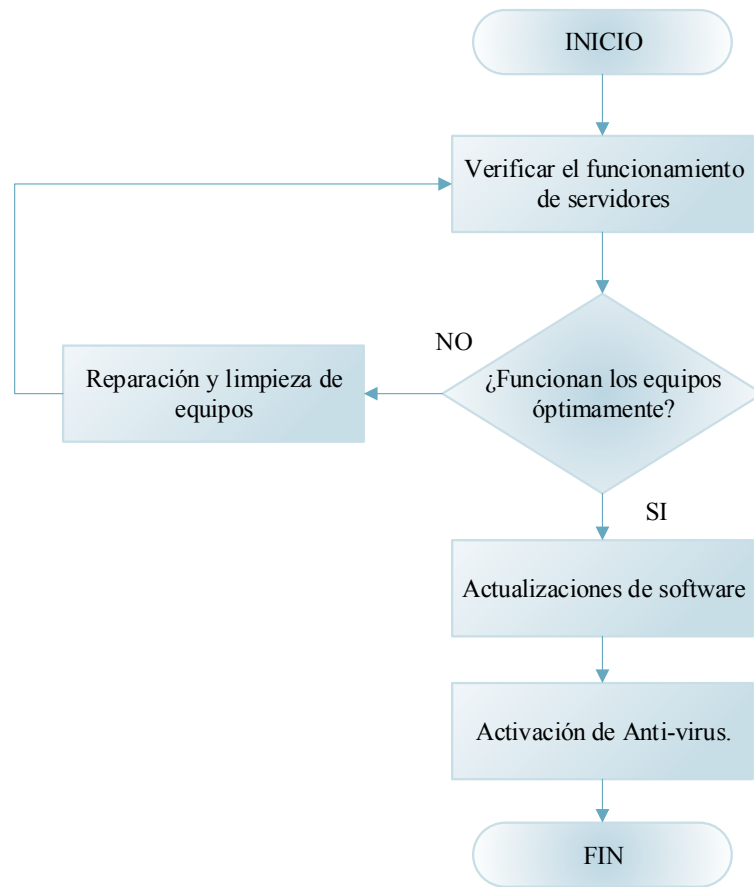 INICIO
Verificar el funcionamiento
de servidores
NO
¿Funcionan los equipos
óptimamente?
Reparación y limpieza de
equipos
SI
Actualizaciones de software
Activación de Anti-virus.
FIN